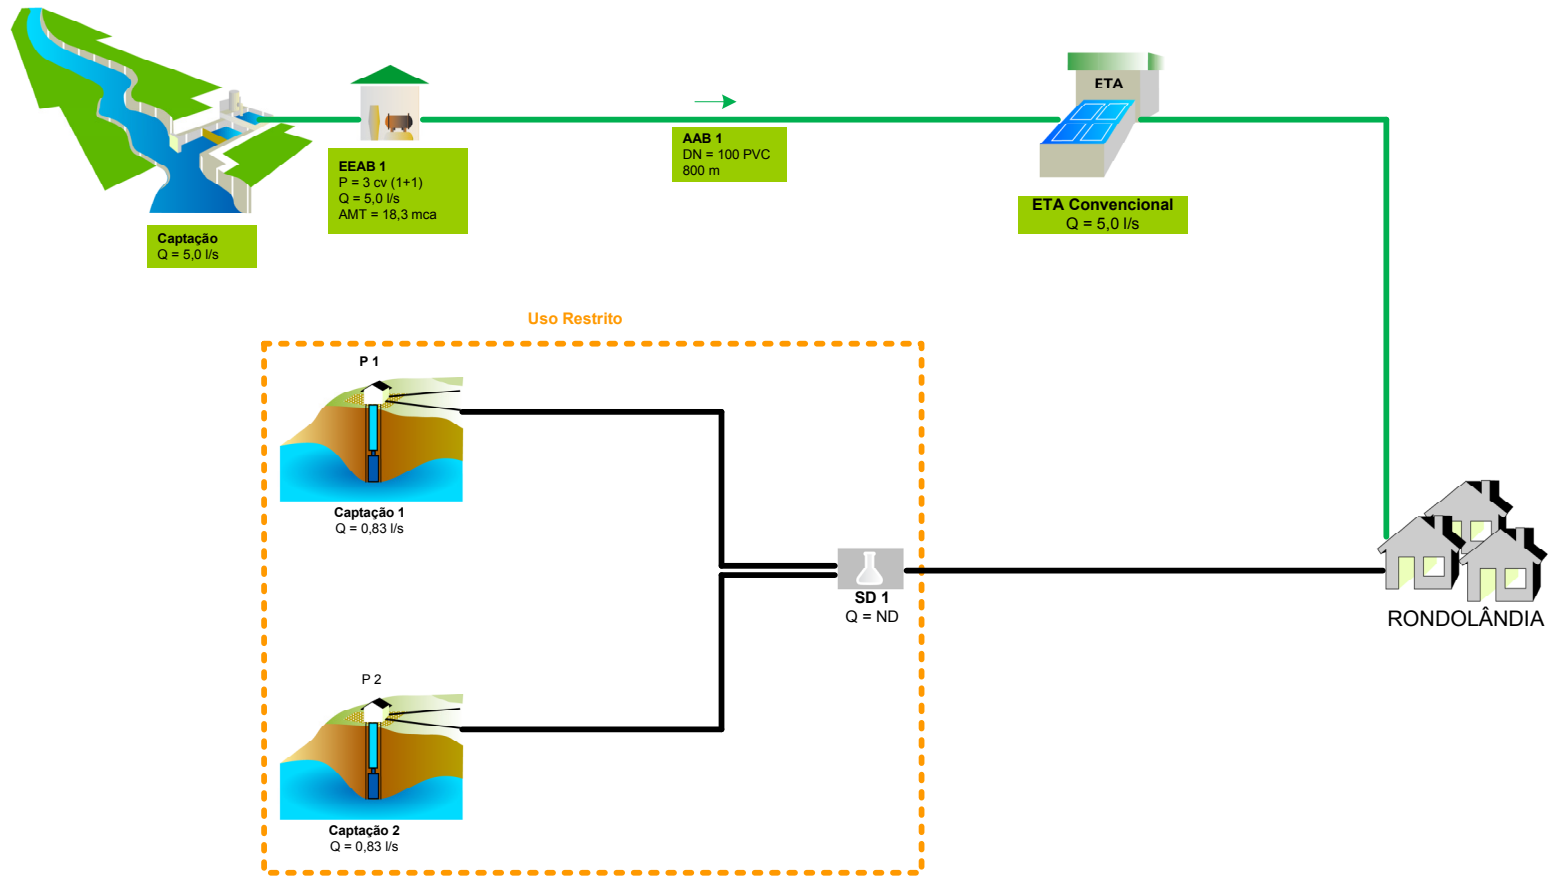 ETA
AAB 1
DN = 100 PVC
800 m
EEAB 1
P = 3 cv (1+1)
Q = 5,0 l/s
AMT = 18,3 mca
ETA Convencional
Q = 5,0 l/s
Captação
Q = 5,0 l/s
Uso Restrito
P 1
Captação 1
Q = 0,83 l/s
SD 1
Q = ND
RONDOLÂNDIA
P 2
Captação 2
Q = 0,83 l/s